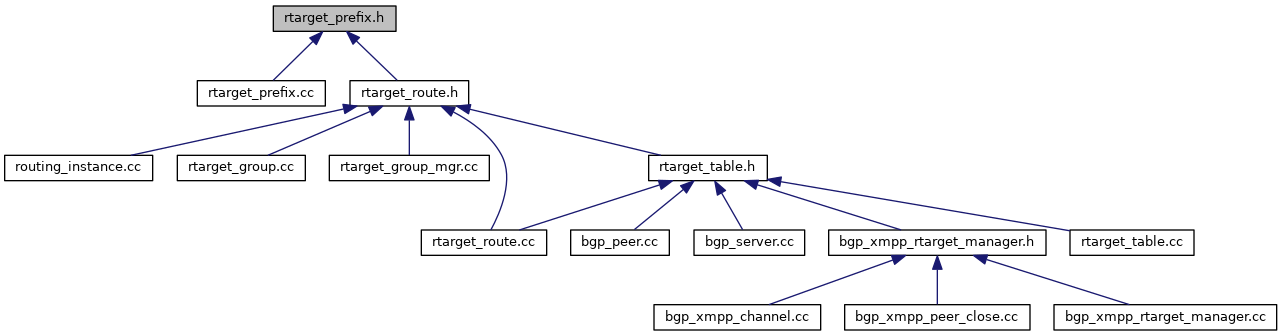 rtarget_prefix.h
rtarget_prefix.cc
rtarget_route.h
routing_instance.cc
rtarget_group.cc
rtarget_group_mgr.cc
rtarget_table.h
rtarget_route.cc
bgp_peer.cc
bgp_server.cc
bgp_xmpp_rtarget_manager.h
rtarget_table.cc
bgp_xmpp_channel.cc
bgp_xmpp_peer_close.cc
bgp_xmpp_rtarget_manager.cc